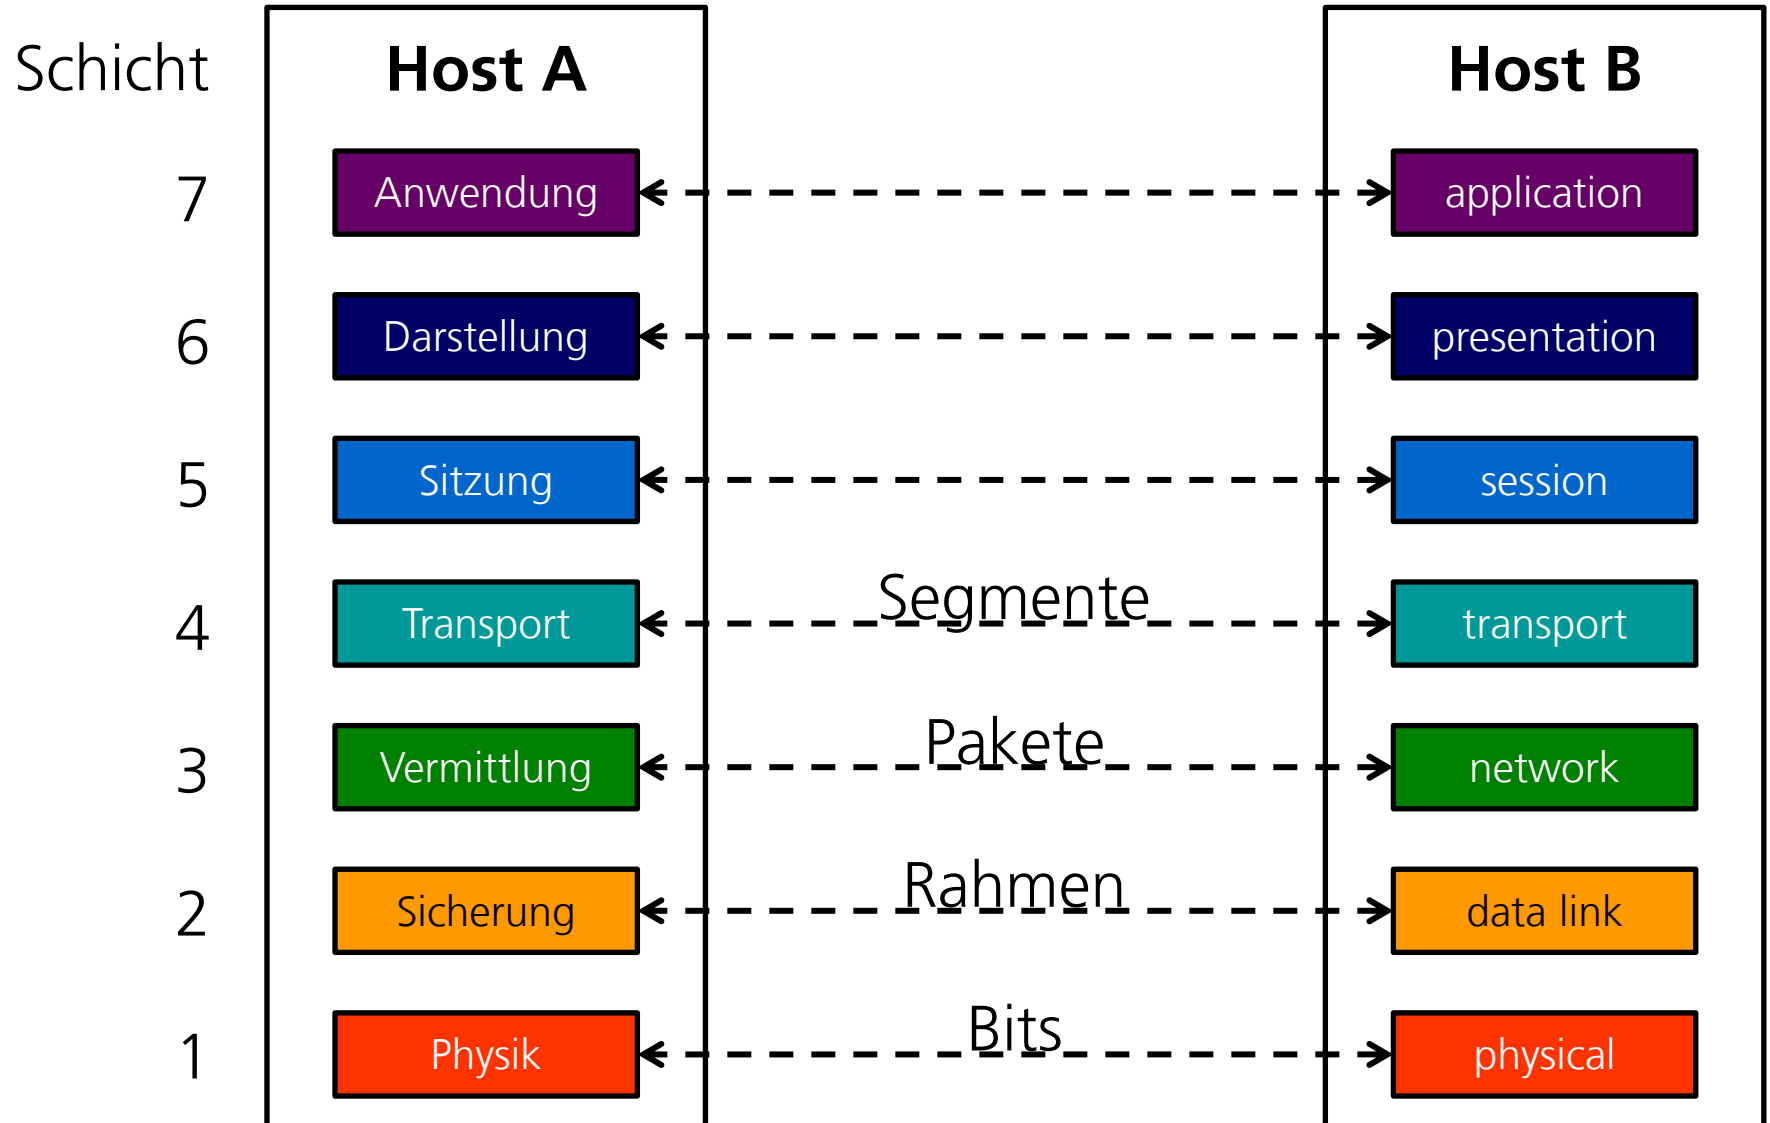 Schicht Host A Host B
7 Anwendung application
6 Darstellung presentation
5 Sitzung session
4 Transport Segmente transport
3 Vermittlung Pakete network
2 Sicherung Rahmen data link
1 Physik Bits physical